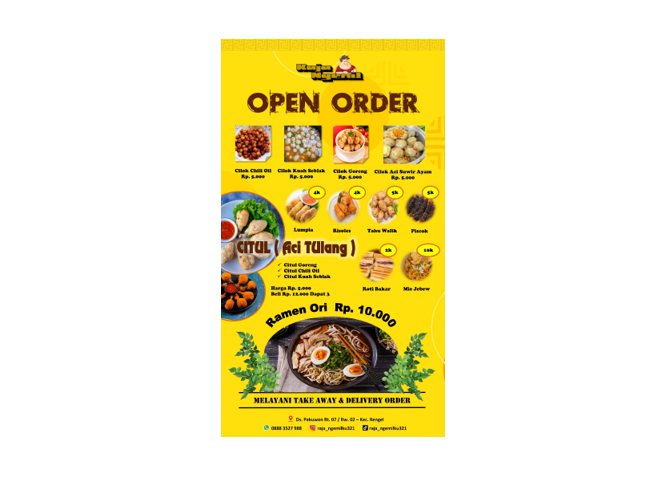 Raja
Ngemil
OPEN ORDER
Cilok Chili Oil
Rp. 5.000
Cilok Kuah Seblak
Rp. 5.000
Cilok Goreng
Rp. 5.000
Cilok Aci Suwir Ayam
Rp. 5.000
4k
4k
5k
5k
Lumpia
Risoles
Tahu Walik
Piscok
CITUL ( Aci TUlang )
✓ Citul Goreng
✓ Citul Chili Oil
✓ Citul Kuah Seblak
Harga Rp. 5.000
Beli Rp. 12.000 Dapat 3
10k
Roti Bakar
Mie Jebew
Ramen Ori Rp. 10.000
MELAYANI TAKE AWAY & DELIVERY ORDER
Ds. Pekuwon Rt. 07 / Rw. 02 – Kec. Rengel
0888 3127 988
raja_ngemilku321
raja_ngemilku321